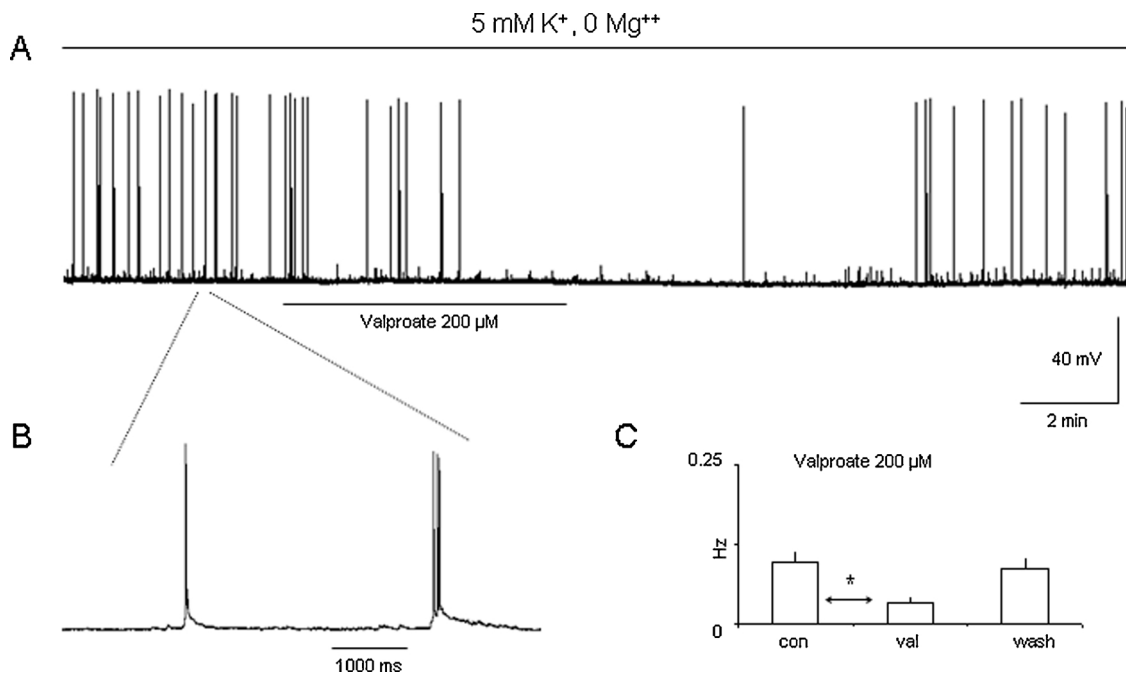 5 mM K⁺, 0 Mg⁺⁺
A
Valproate 200 µM
40 mV
2 min
B
1000 ms
C
Valproate 200 µM
0.25
Hz
*
0
con
val
wash